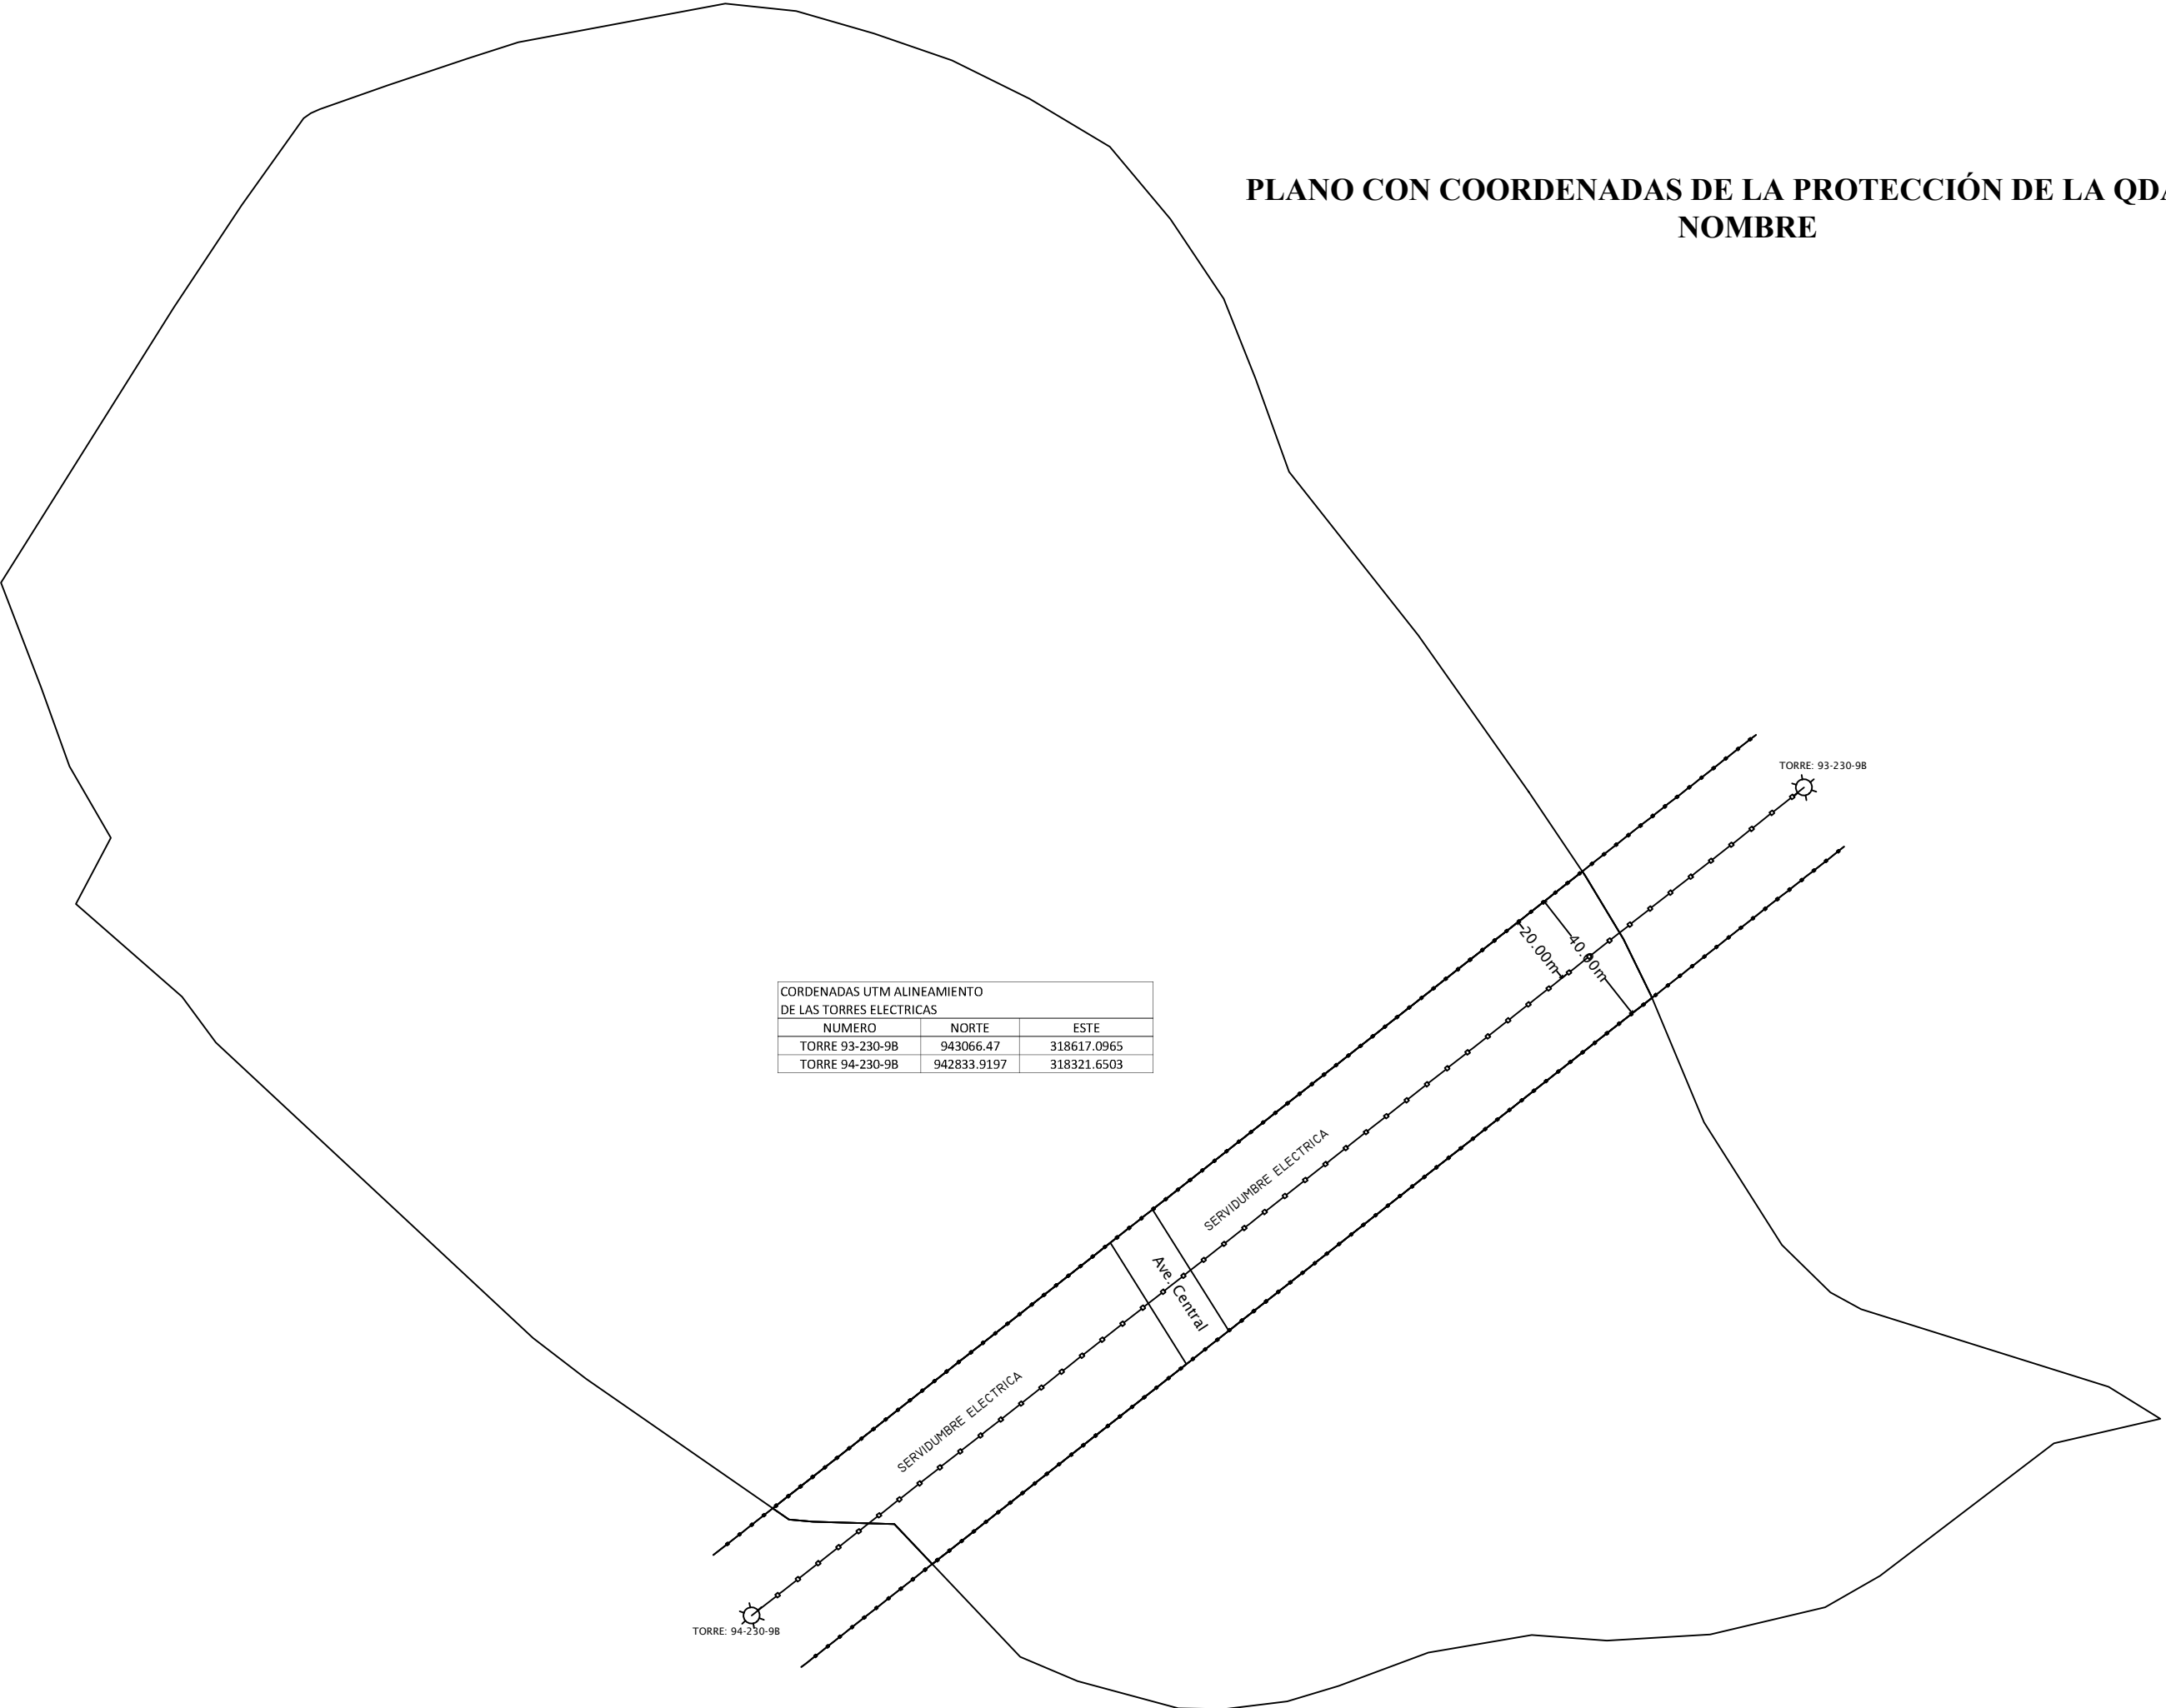 PLANO CON COORDENADAS DE LA PROTECCIÓN DE LA QDA
NOMBRE
TORRE: 93-230-9B
20.00m
40.00m
CORDENADAS UTM ALINEAMIENTO
DE LAS TORRES ELECTRICAS
NUMERO NORTE ESTE
TORRE 93-230-9B 943066.47 318617.0965
TORRE 94-230-9B 942833.9197 318321.6503
SERVIDUMBRE ELECTRICA
Ave. Central
SERVIDUMBRE ELECTRICA
TORRE: 94-230-9B